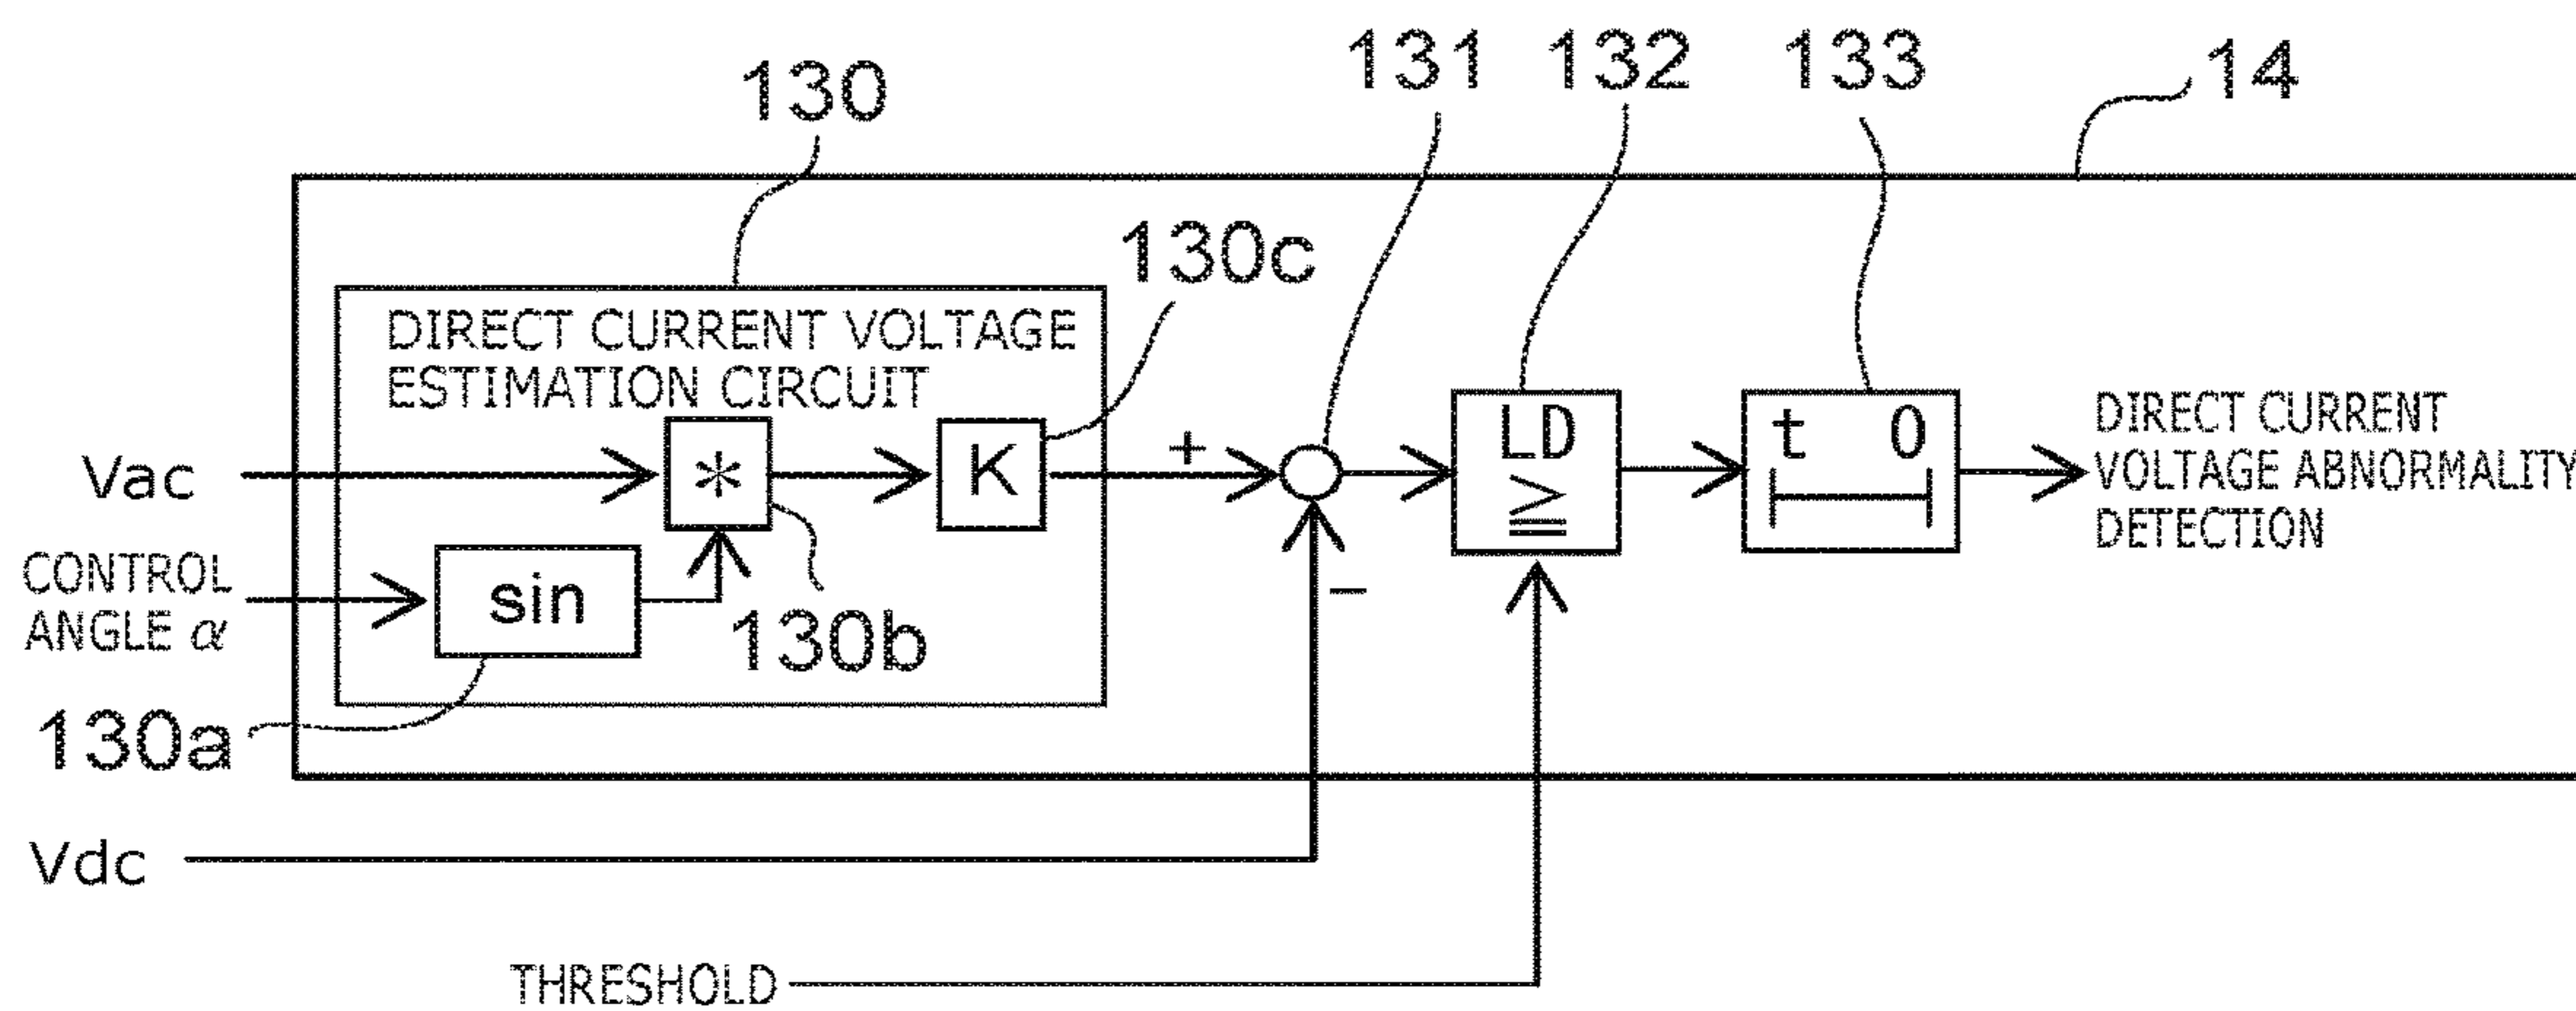 130
131
132
133
14
130c
DIRECT CURRENT VOLTAGE
ESTIMATION CIRCUIT
Vac
*
K
+
LD
≧
t 0
DIRECT CURRENT
VOLTAGE ABNORMALITY
DETECTION
CONTROL
ANGLE α
sin
130b
−
130a
Vdc
THRESHOLD